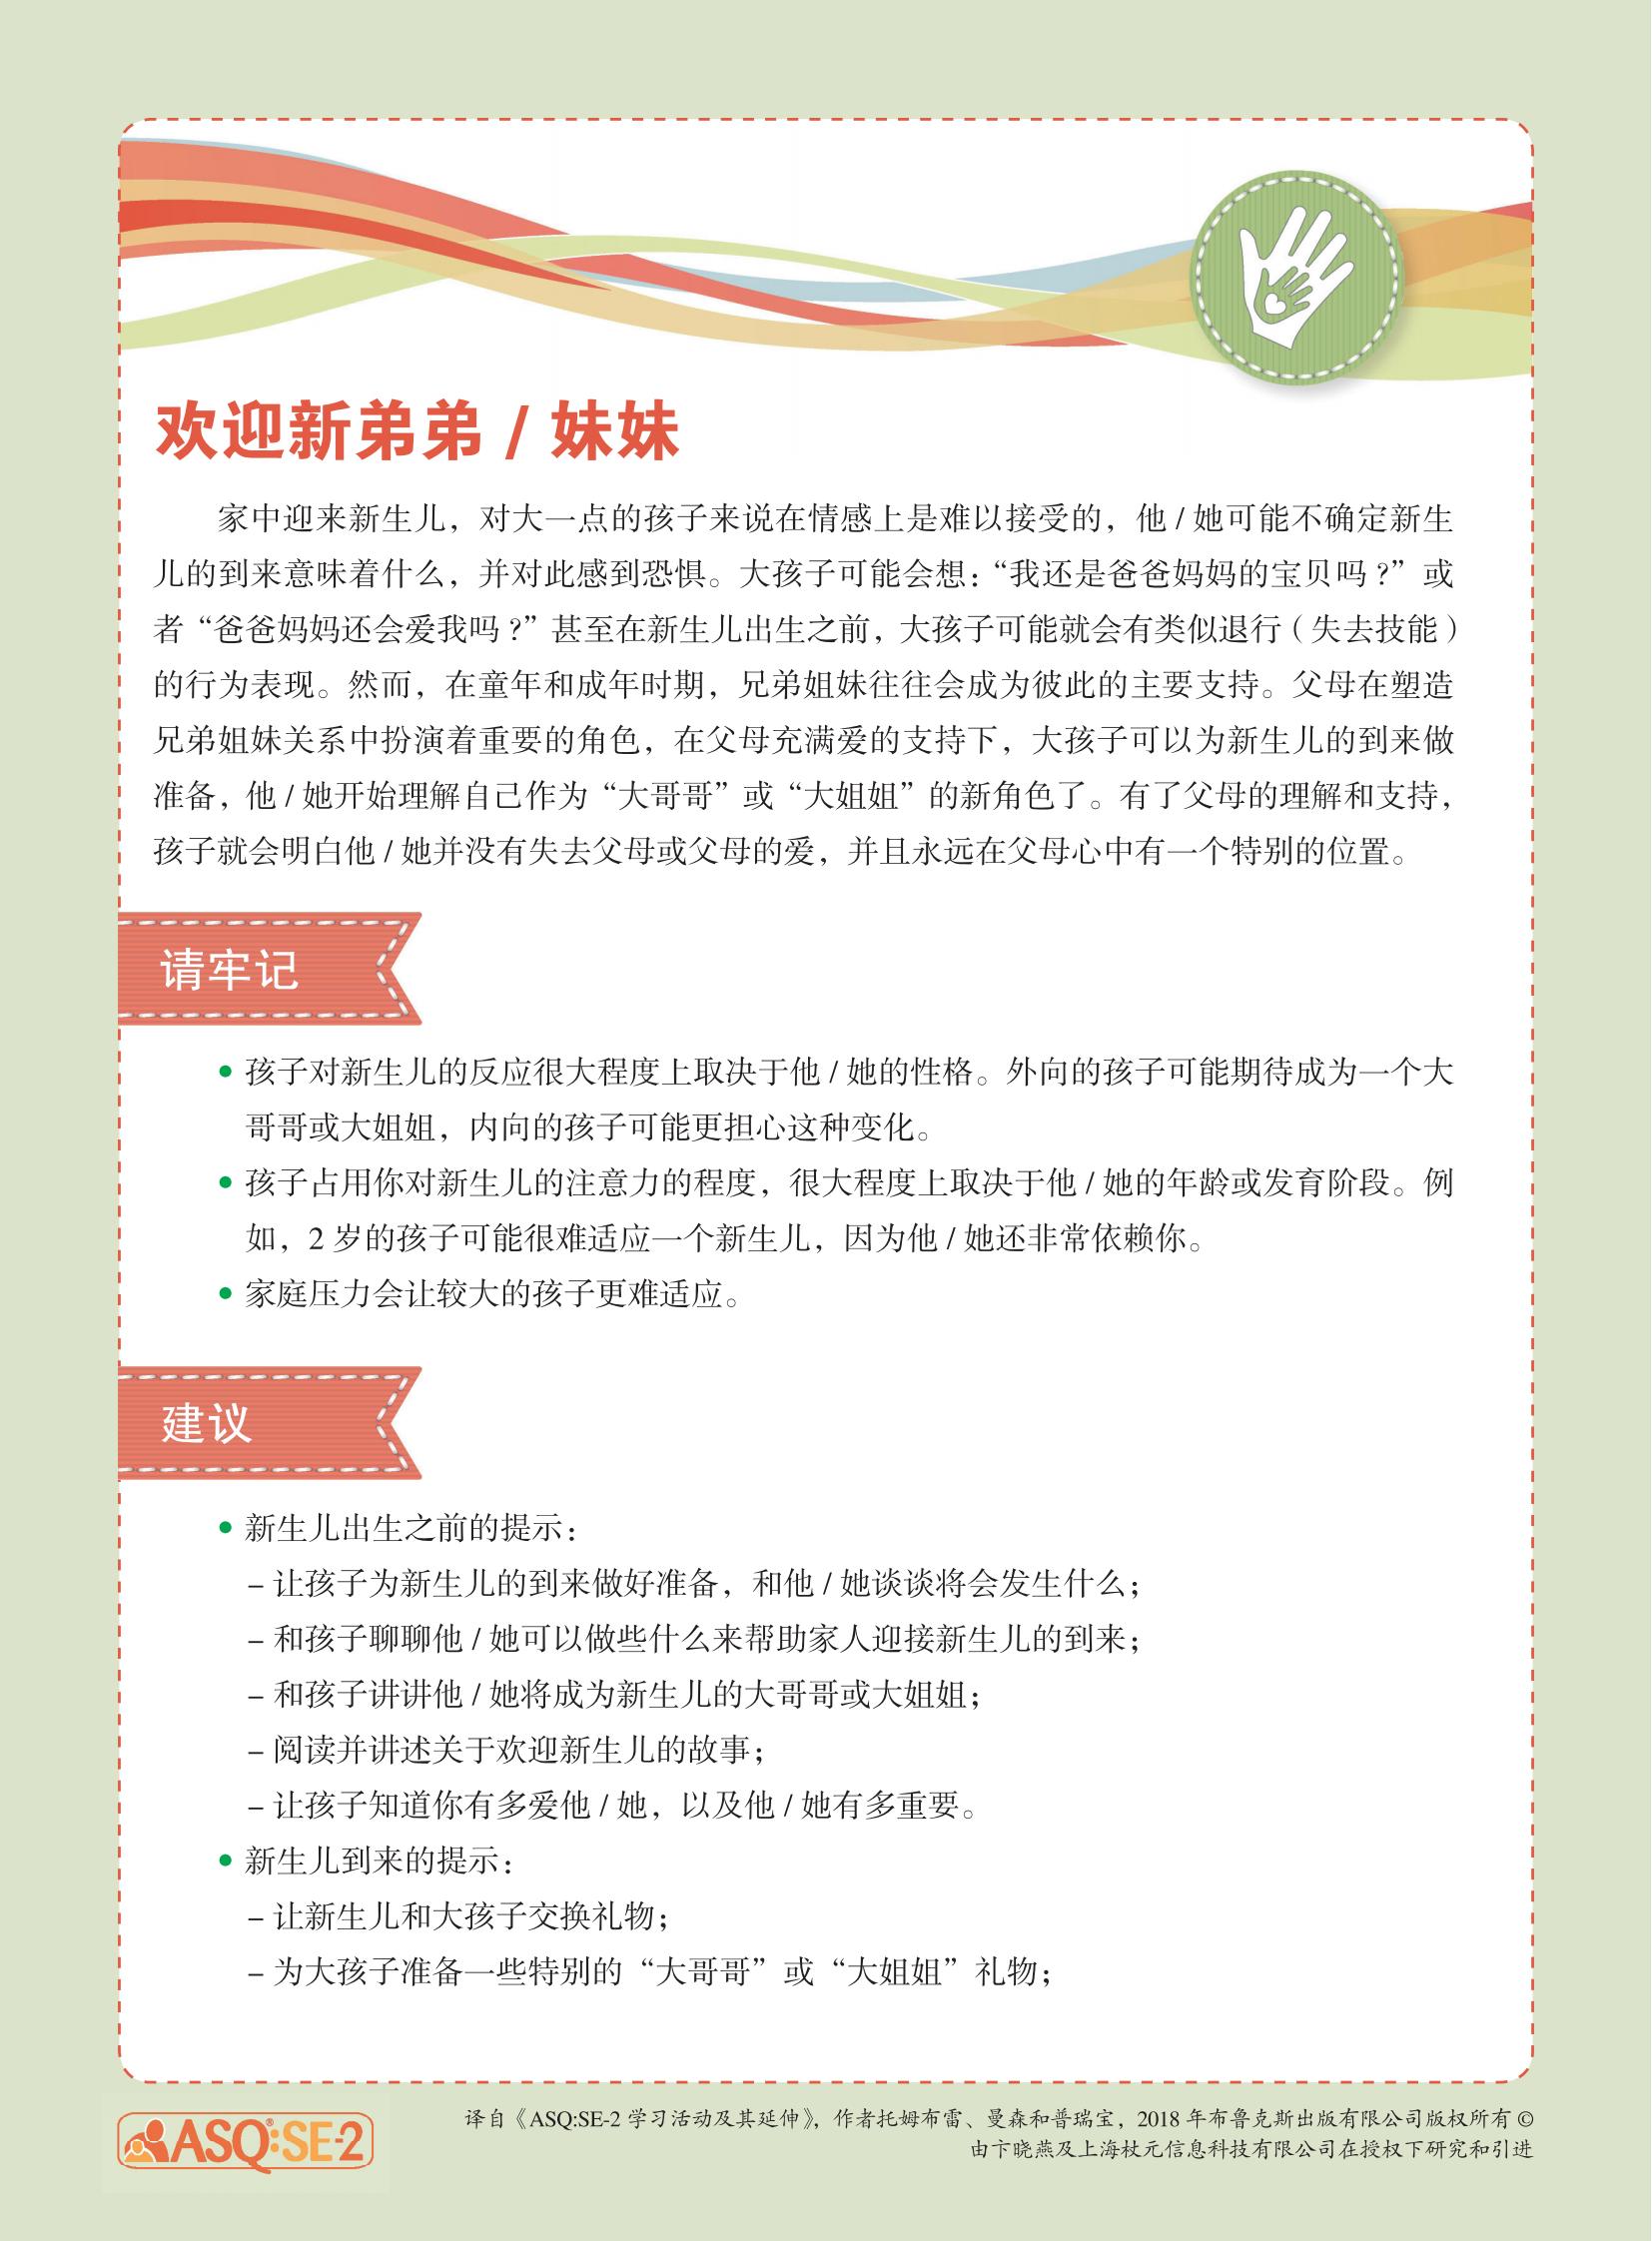 欢迎新弟弟 / 妹妹
家中迎来新生儿，对大一点的孩子来说在情感上是难以接受的，他 / 她可能不确定新生
儿的到来意味着什么，并对此感到恐惧。大孩子可能会想：“我还是爸爸妈妈的宝贝吗?”或
者“爸爸妈妈还会爱我吗?”甚至在新生儿出生之前，大孩子可能就会有类似退行（失去技能）
的行为表现。然而，在童年和成年时期，兄弟姐妹往往会成为彼此的主要支持。父母在塑造
兄弟姐妹关系中扮演着重要的角色，在父母充满爱的支持下，大孩子可以为新生儿的到来做
准备，他 / 她开始理解自己作为“大哥哥”或“大姐姐”的新角色了。有了父母的理解和支持，
孩子就会明白他 / 她并没有失去父母或父母的爱，并且永远在父母心中有一个特别的位置。
请牢记
• 孩子对新生儿的反应很大程度上取决于他 / 她的性格。外向的孩子可能期待成为一个大
哥哥或大姐姐，内向的孩子可能更担心这种变化。
• 孩子占用你对新生儿的注意力的程度，很大程度上取决于他 / 她的年龄或发育阶段。例
如，2 岁的孩子可能很难适应一个新生儿，因为他 / 她还非常依赖你。
• 家庭压力会让较大的孩子更难适应。
建议
• 新生儿出生之前的提示：
– 让孩子为新生儿的到来做好准备，和他 / 她谈谈将会发生什么；
– 和孩子聊聊他 / 她可以做些什么来帮助家人迎接新生儿的到来；
– 和孩子讲讲他 / 她将成为新生儿的大哥哥或大姐姐；
– 阅读并讲述关于欢迎新生儿的故事；
– 让孩子知道你有多爱他 / 她，以及他 / 她有多重要。
• 新生儿到来的提示：
– 让新生儿和大孩子交换礼物；
– 为大孩子准备一些特别的“大哥哥”或“大姐姐”礼物；
ASQ®:SE-2
译自《ASQ:SE-2 学习活动及其延伸》，作者托姆布雷、曼森和普瑞宝，2018 年布鲁克斯出版有限公司版权所有 ©
由卞晓燕及上海杖元信息科技有限公司在授权下研究和引进